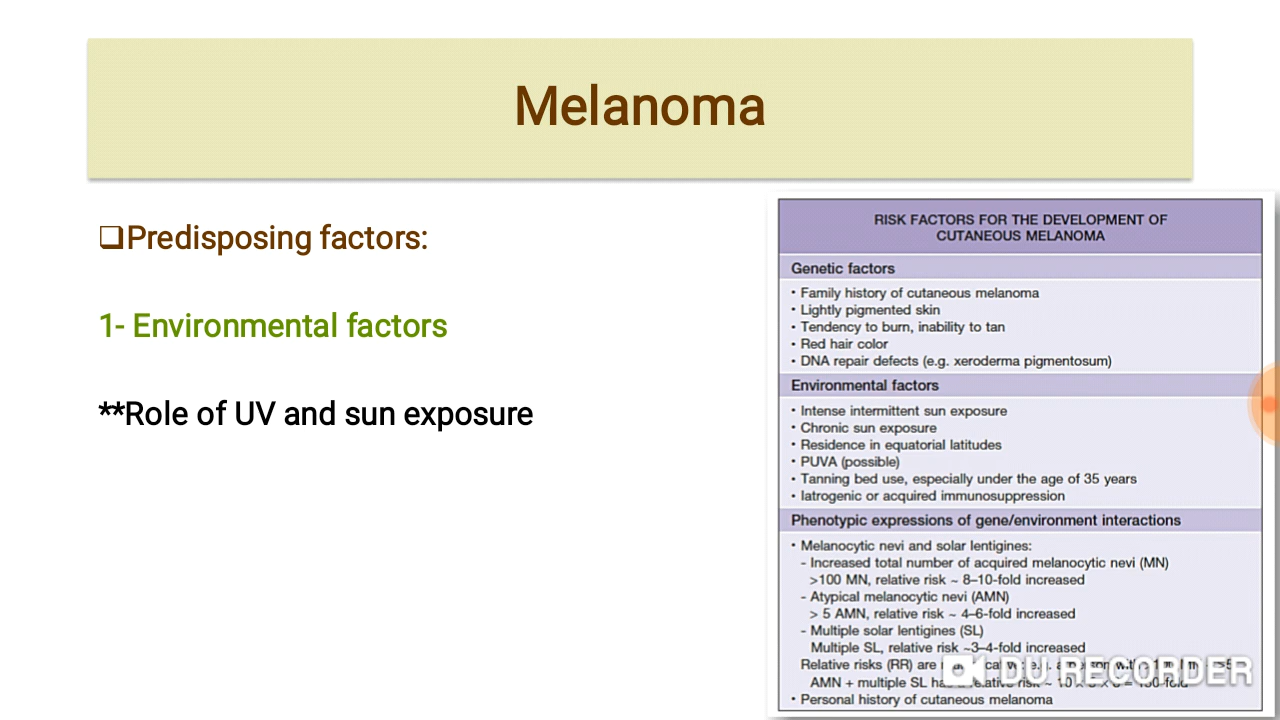 Melanoma
❑Predisposing factors:
1- Environmental factors
**Role of UV and sun exposure
RISK FACTORS FOR THE DEVELOPMENT OF
CUTANEOUS MELANOMA
Genetic factors
• Family history of cutaneous melanoma
• Lightly pigmented skin
• Tendency to burn, inability to tan
• Red hair color
• DNA repair defects (e.g. xeroderma pigmentosum)
Environmental factors
• Intense intermittent sun exposure
• Chronic sun exposure
• Residence in equatorial latitudes
• PUVA (possible)
• Tanning bed use, especially under the age of 35 years
• Iatrogenic or acquired immunosuppression
Phenotypic expressions of gene/environment interactions
• Melanocytic nevi and solar lentigines:
- Increased total number of acquired melanocytic nevi (MN)
>100 MN, relative risk ~ 8–10-fold increased
- Atypical melanocytic nevi (AMN)
> 5 AMN, relative risk ~ 4–6-fold increased
- Multiple solar lentigines (SL)
Multiple SL, relative risk ~3–4-fold increased
Relative risks (RR) are
AMN + multiple SL
• Personal history of cutaneous melanoma
DU RECORDER